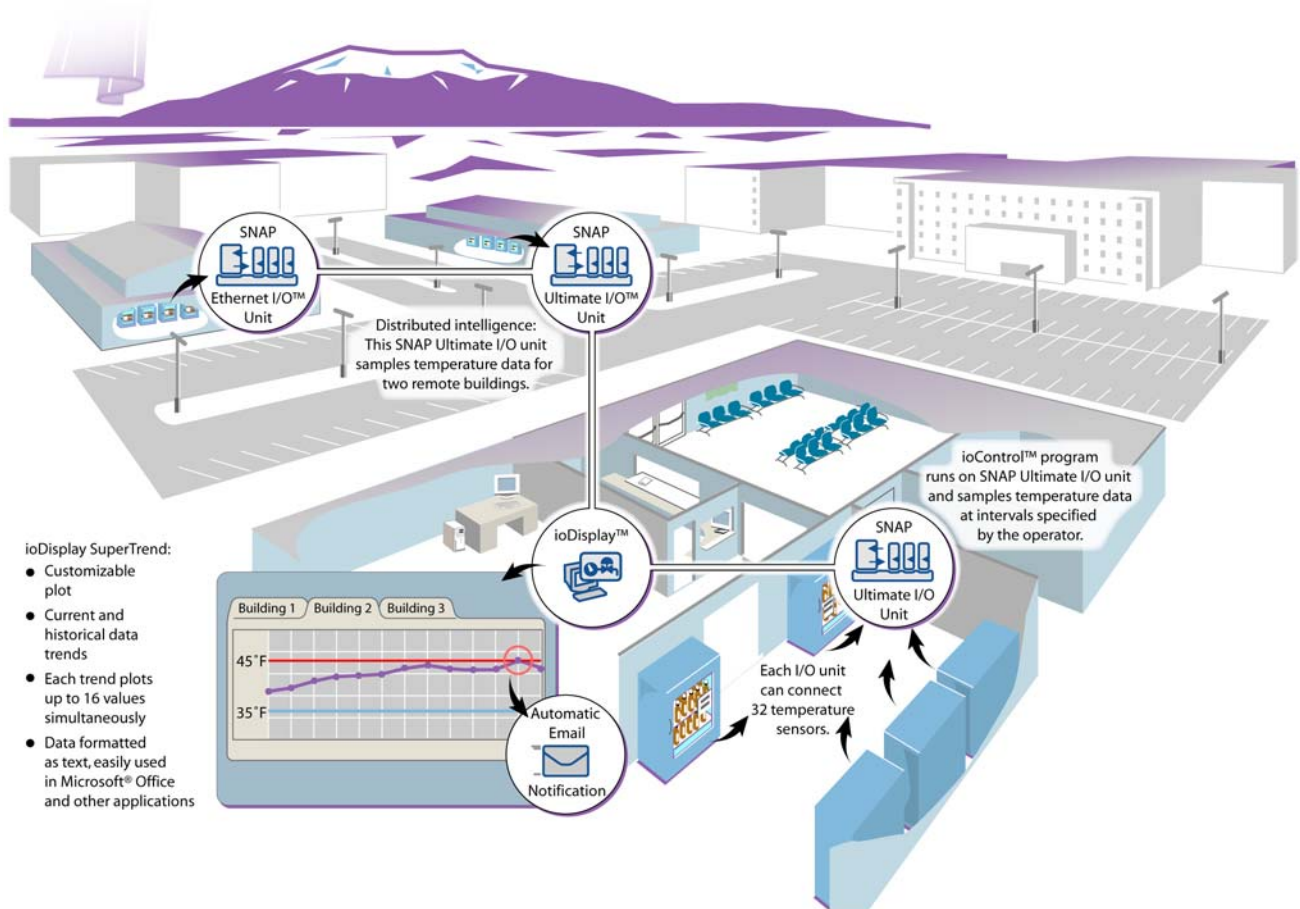 SNAP
Ethernet I/O™
Unit
SNAP
Ultimate I/O™
Unit
Distributed intelligence:
This SNAP Ultimate I/O unit
samples temperature data for
two remote buildings.
ioControl™ program
runs on SNAP Ultimate I/O unit
and samples temperature data
at intervals specified
by the operator.
ioDisplay™
SNAP
Ultimate I/O
Unit
ioDisplay SuperTrend:
● Customizable
plot
● Current and
historical data
trends
● Each trend plots
up to 16 values
simultaneously
● Data formatted
as text, easily used
in Microsoft® Office
and other applications
Building 1 Building 2 Building 3
45˚F
35˚F
Automatic
Email
Notification
Each I/O unit
can connect
32 temperature
sensors.